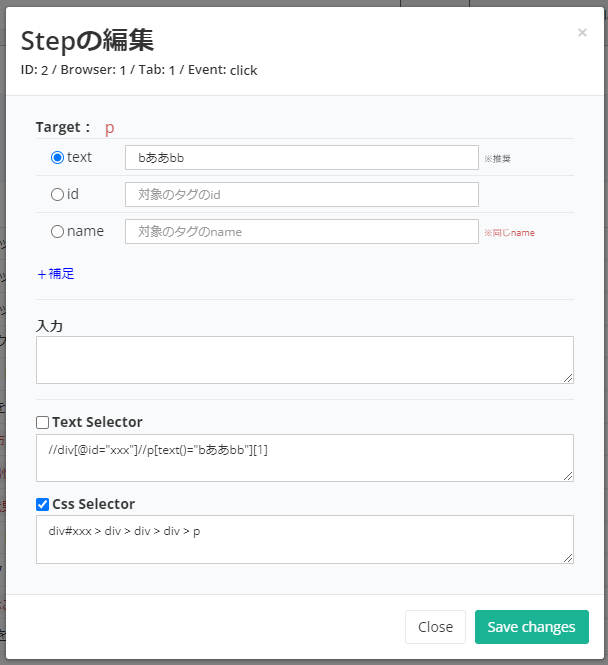 Stepの編集
×
ID: 2 / Browser: 1 / Tab: 1 / Event: click
Target： p
text bああbb ※推奨
id 対象のタグのid
name 対象のタグのname ※同じname
＋補足
入力
Text Selector
//div[@id="xxx"]//p[text()="bああbb"][1]
Css Selector
div#xxx > div > div > div > p
Close Save changes